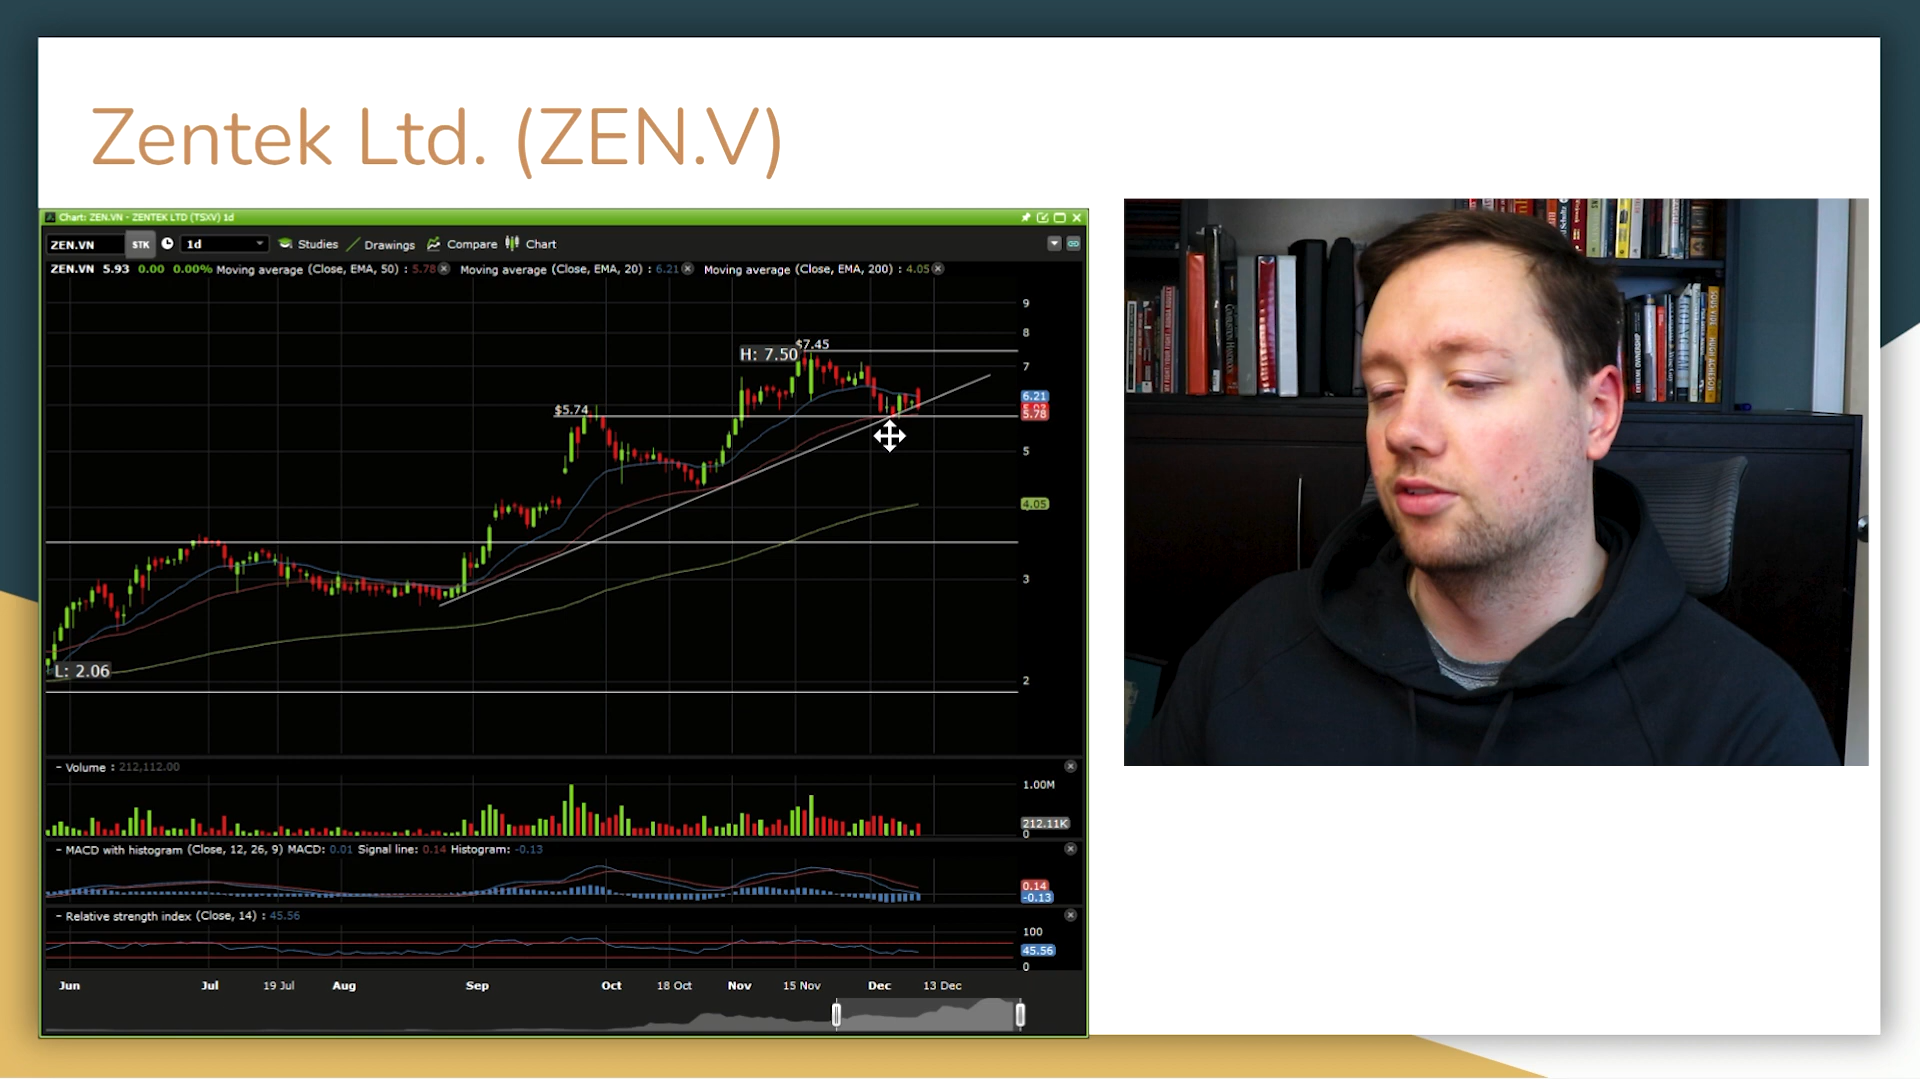 Zentek Ltd. (ZEN.V)
Chart: ZEN.VN - ZENTEK LTD (TSXV) 1d
ZEN.VN STK 1d Studies Drawings Compare Chart
ZEN.VN 5.93 0.00 0.00% Moving average (Close, EMA, 50) : 5.78 Moving average (Close, EMA, 20) : 6.21 Moving average (Close, EMA, 200) : 4.05
9
8
$7.45
H: 7.50
7
6.21
$5.74
5.78
5
4.05
3
L: 2.06
2
- Volume : 212,112.00
1.00M
212.11K
0
- MACD with histogram (Close, 12, 26, 9) MACD: 0.01 Signal line: 0.14 Histogram: -0.13
0.14
-0.13
- Relative strength index (Close, 14) : 45.56
100
45.56
0
Jun Jul 19 Jul Aug Sep Oct 18 Oct Nov 15 Nov Dec 13 Dec
EXTREME OWNERSHIP